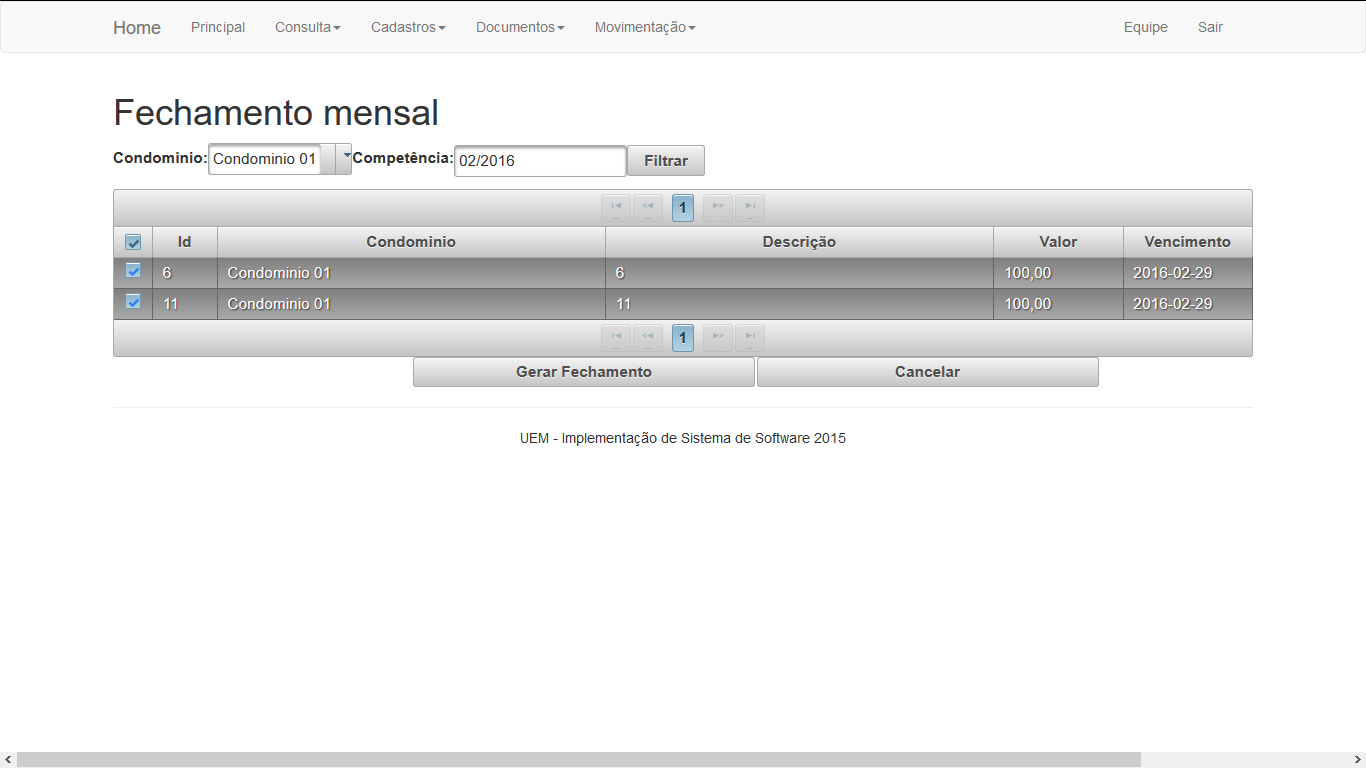 Home Principal Consulta Cadastros Documentos Movimentação Equipe Sair
Fechamento mensal
Condominio: Condominio 01 Competência: 02/2016 Filtrar
1
Id Condominio Descrição Valor Vencimento
6 Condominio 01 6 100,00 2016-02-29
11 Condominio 01 11 100,00 2016-02-29
1
Gerar Fechamento Cancelar
UEM - Implementação de Sistema de Software 2015